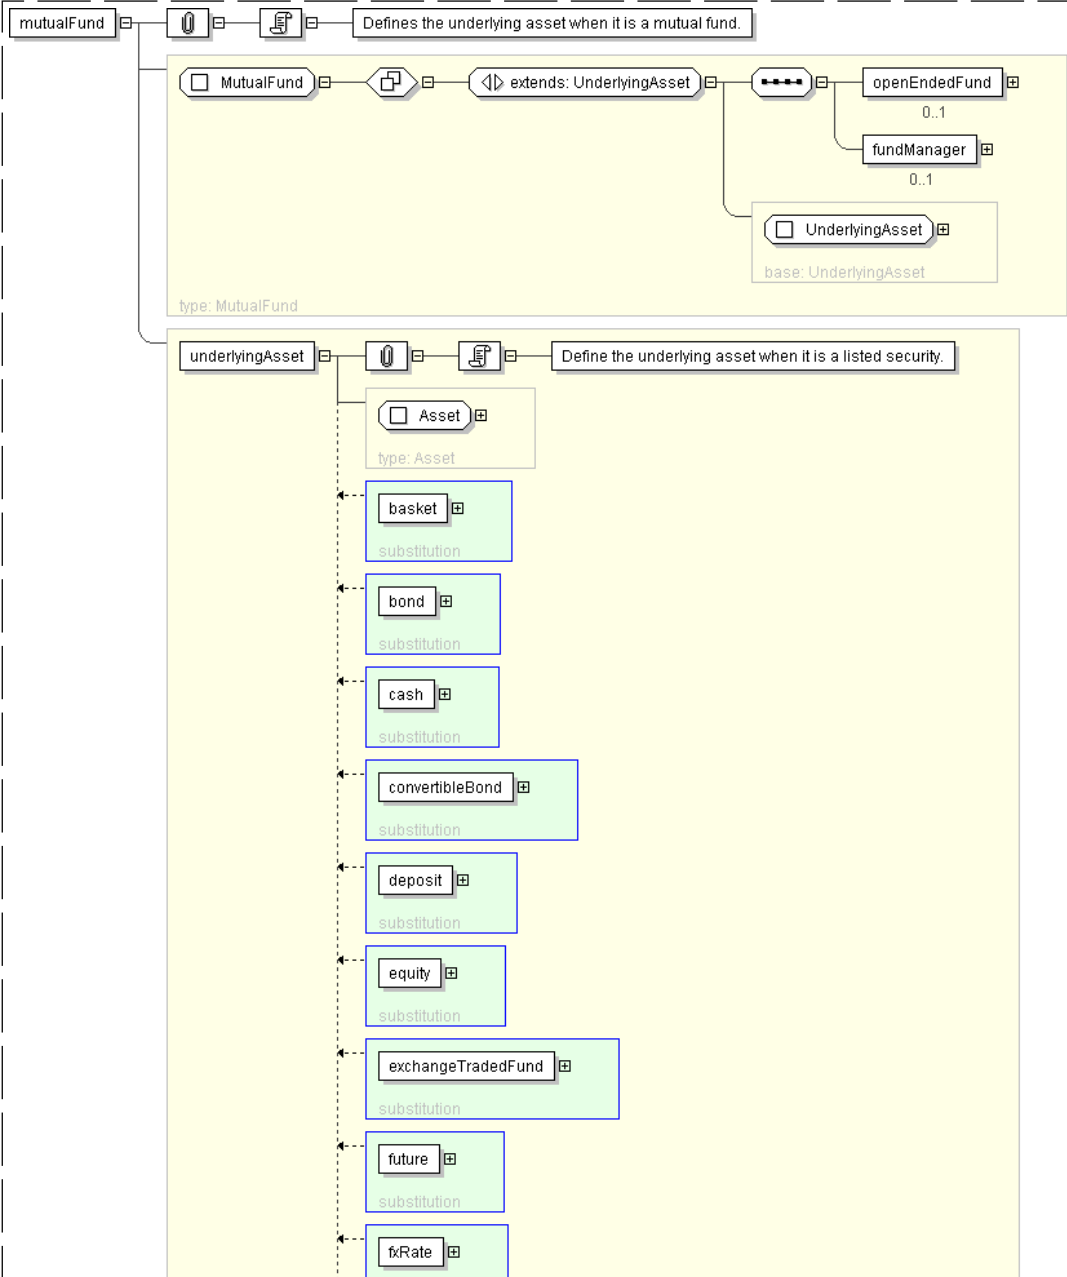 mutualFund Defines the underlying asset when it is a mutual fund.
MutualFund extends: UnderlyingAsset openEndedFund
0..1
fundManager
0..1
UnderlyingAsset
base: UnderlyingAsset
type: MutualFund
underlyingAsset Define the underlying asset when it is a listed security.
Asset
type: Asset
basket
substitution
bond
substitution
cash
substitution
convertibleBond
substitution
deposit
substitution
equity
substitution
exchangeTradedFund
substitution
future
substitution
fxRate